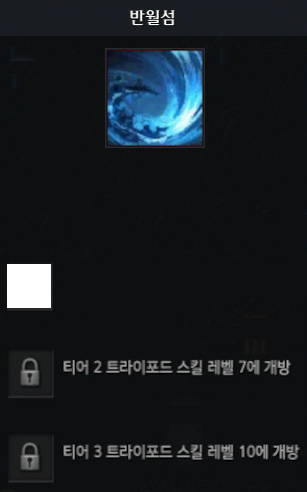 반월섬
티어 2 트라이포드 스킬 레벨 7에 개방
티어 3 트라이포드 스킬 레벨 10에 개방